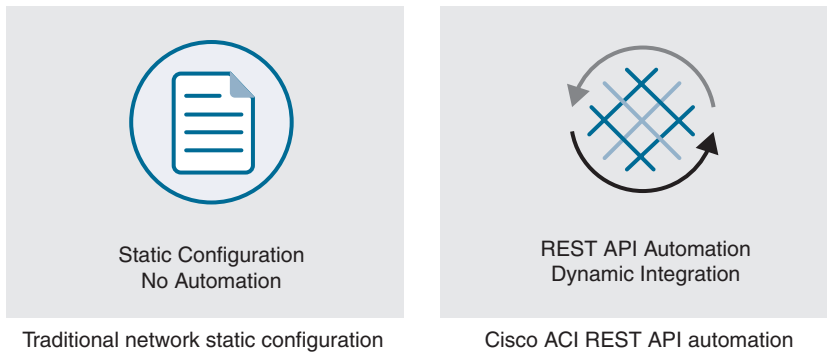 Static Configuration
No Automation
Traditional network static configuration
REST API Automation
Dynamic Integration
Cisco ACI REST API automation